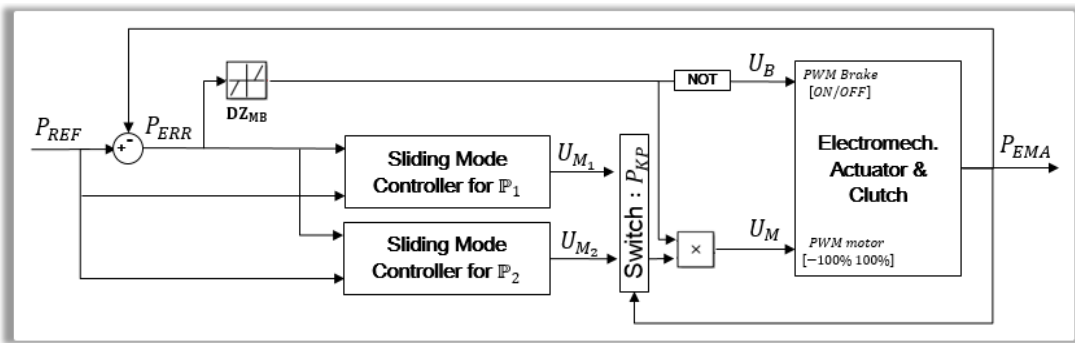 P_REF
P_ERR
DZ_MB
NOT
U_B
PWM Brake
[ON/OFF]
Electromech.
Actuator &
Clutch
P_EMA
Sliding Mode
Controller for ℙ₁
U_M₁
Sliding Mode
Controller for ℙ₂
U_M₂
Switch : P_KP
×
U_M
PWM motor
[−100% 100%]
+
-